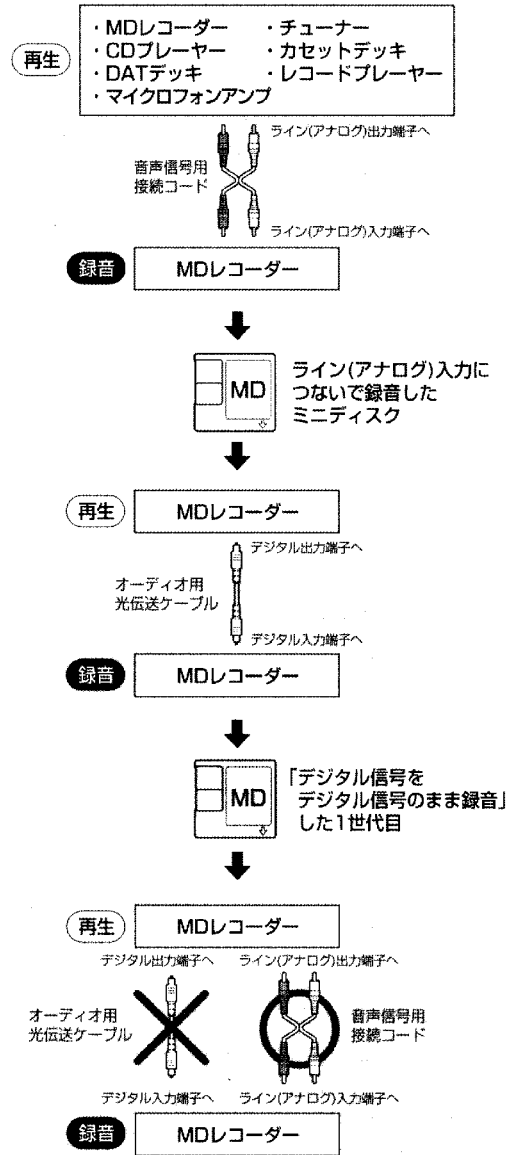 再生
・MDレコーダー ・チューナー
・CDプレーヤー ・カセットデッキ
・DATデッキ ・レコードプレーヤー
・マイクロフォンアンプ
ライン(アナログ)出力端子へ
音声信号用
接続コード
ライン(アナログ)入力端子へ
録音 MDレコーダー
MD
ライン(アナログ)入力に
つないで録音した
ミニディスク
再生 MDレコーダー
デジタル出力端子へ
オーディオ用
光伝送ケーブル
デジタル入力端子へ
録音 MDレコーダー
MD
「デジタル信号を
デジタル信号のまま録音」
した1世代目
再生 MDレコーダー
デジタル出力端子へ ライン(アナログ)出力端子へ
オーディオ用
光伝送ケーブル
音声信号用
接続コード
デジタル入力端子へ ライン(アナログ)入力端子へ
録音 MDレコーダー